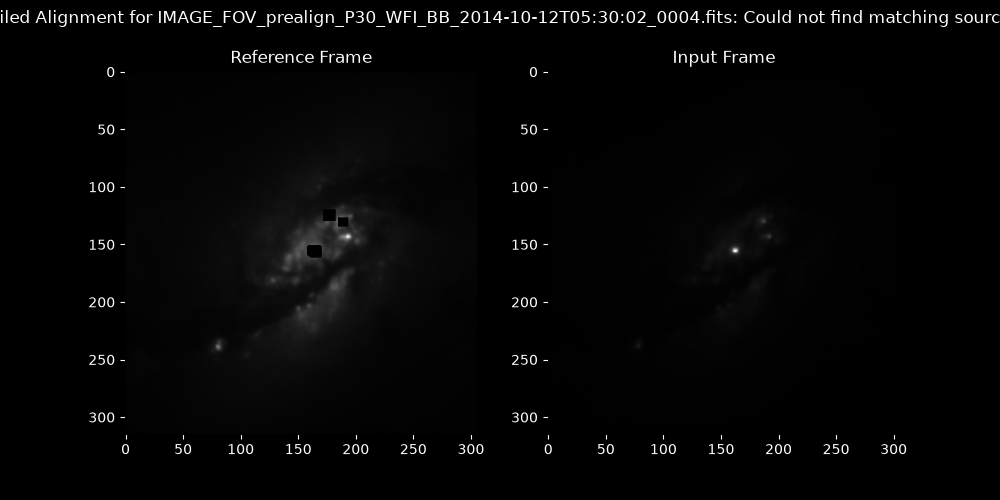 iled Alignment for IMAGE_FOV_prealign_P30_WFI_BB_2014-10-12T05:30:02_0004.fits: Could not find matching sourc
Reference Frame
Input Frame
0
50
100
150
200
250
300
0 50 100 150 200 250 300
0
50
100
150
200
250
300
0 50 100 150 200 250 300